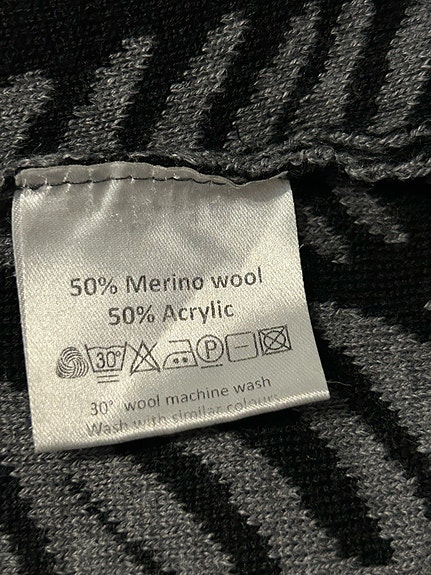 50% Merino wool
50% Acrylic
30° P
30° wool machine wash
Wash with similar colours